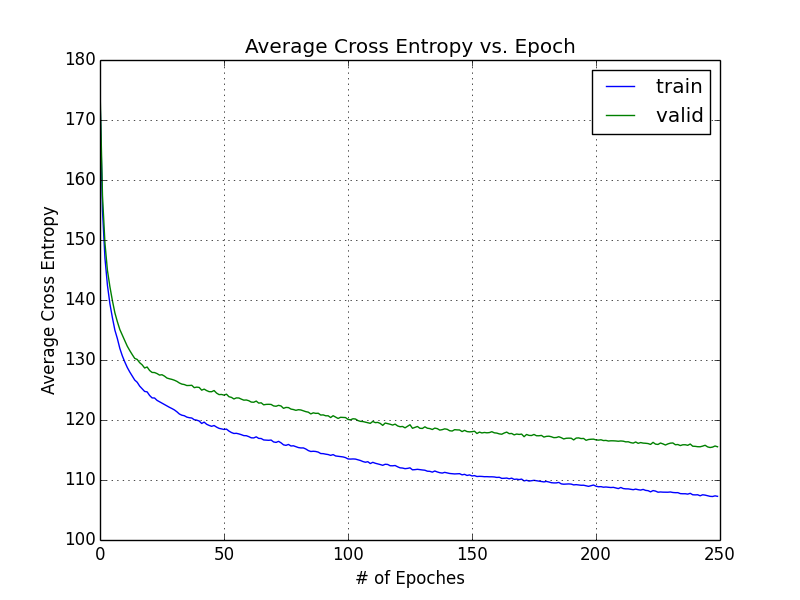 Average Cross Entropy vs. Epoch
180
170
160
150
140
130
120
110
100
0 50 100 150 200 250
Average Cross Entropy
# of Epoches
train
valid